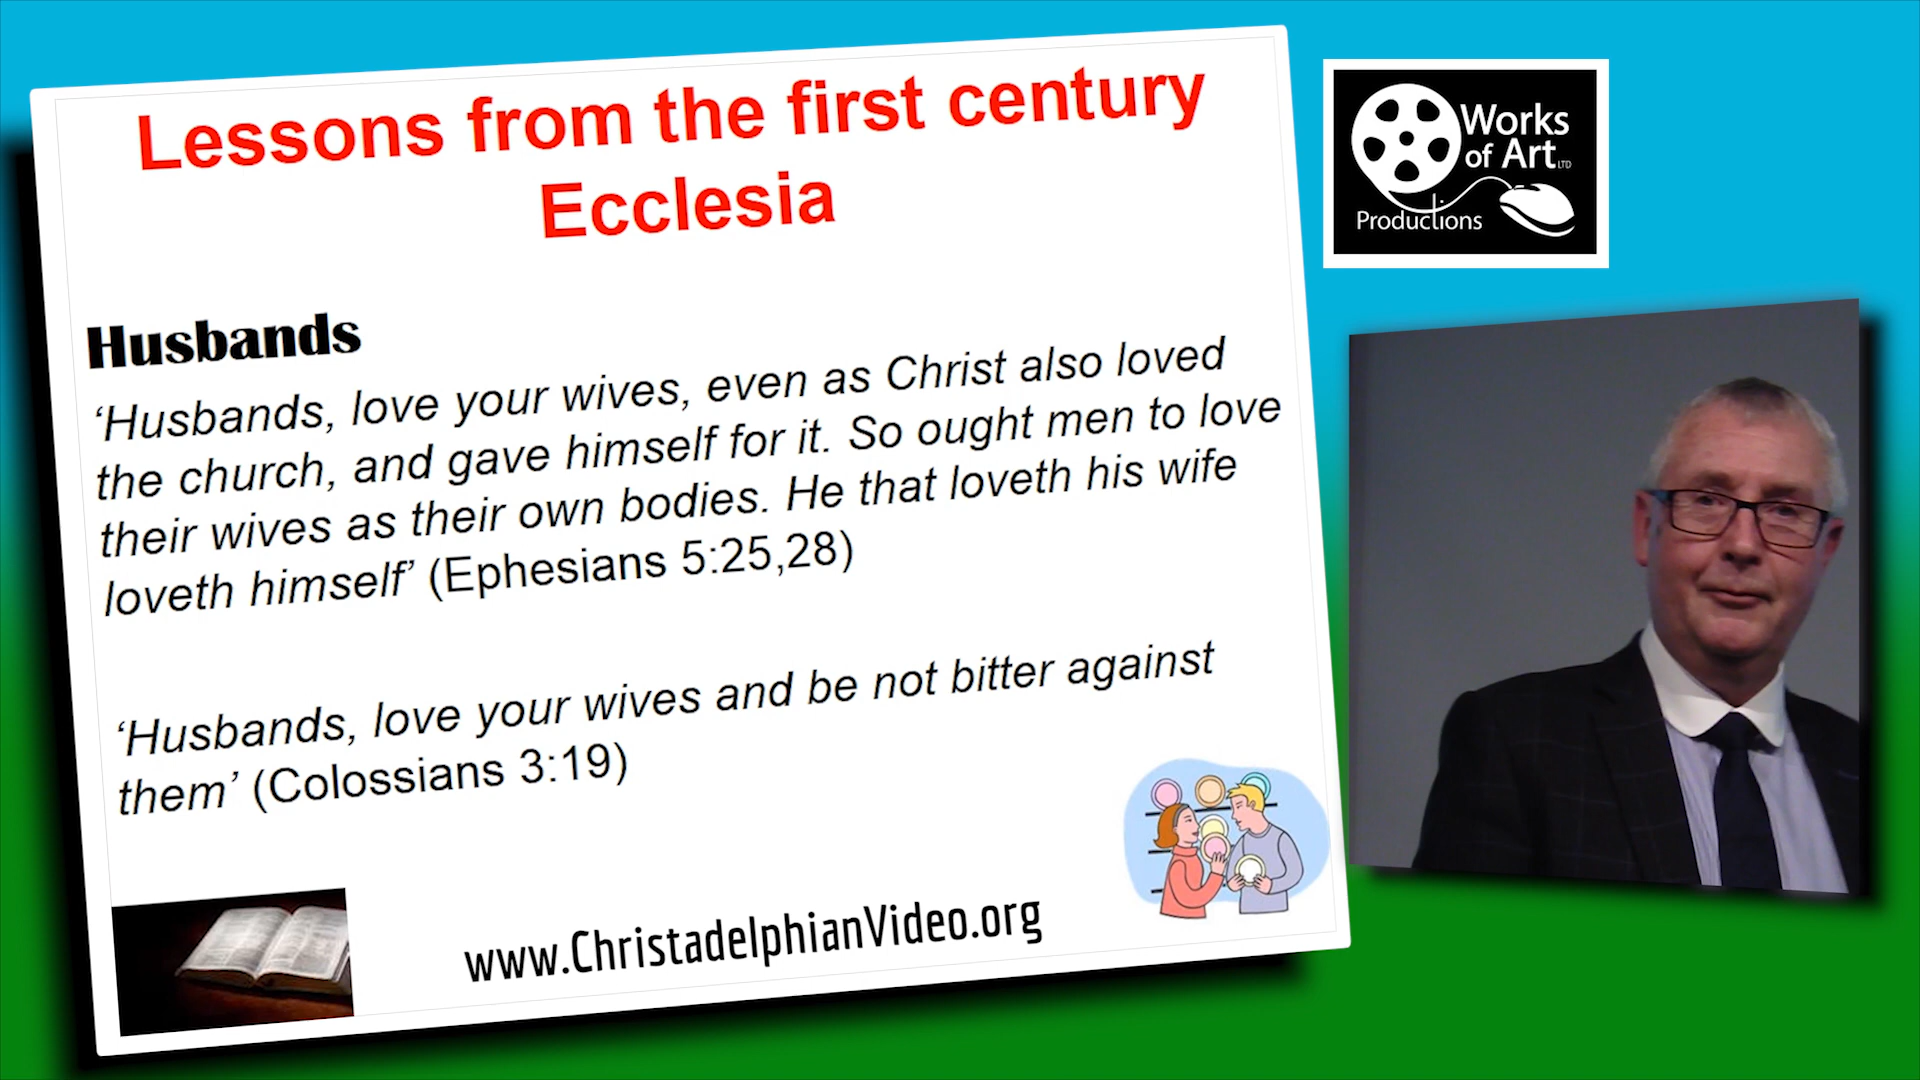 Lessons from the first century
Ecclesia
Husbands
‘Husbands, love your wives, even as Christ also loved
the church, and gave himself for it. So ought men to love
their wives as their own bodies. He that loveth his wife
loveth himself’ (Ephesians 5:25,28)
‘Husbands, love your wives and be not bitter against
them’ (Colossians 3:19)
www.ChristadelphianVideo.org
Works
of Art LTD
Productions